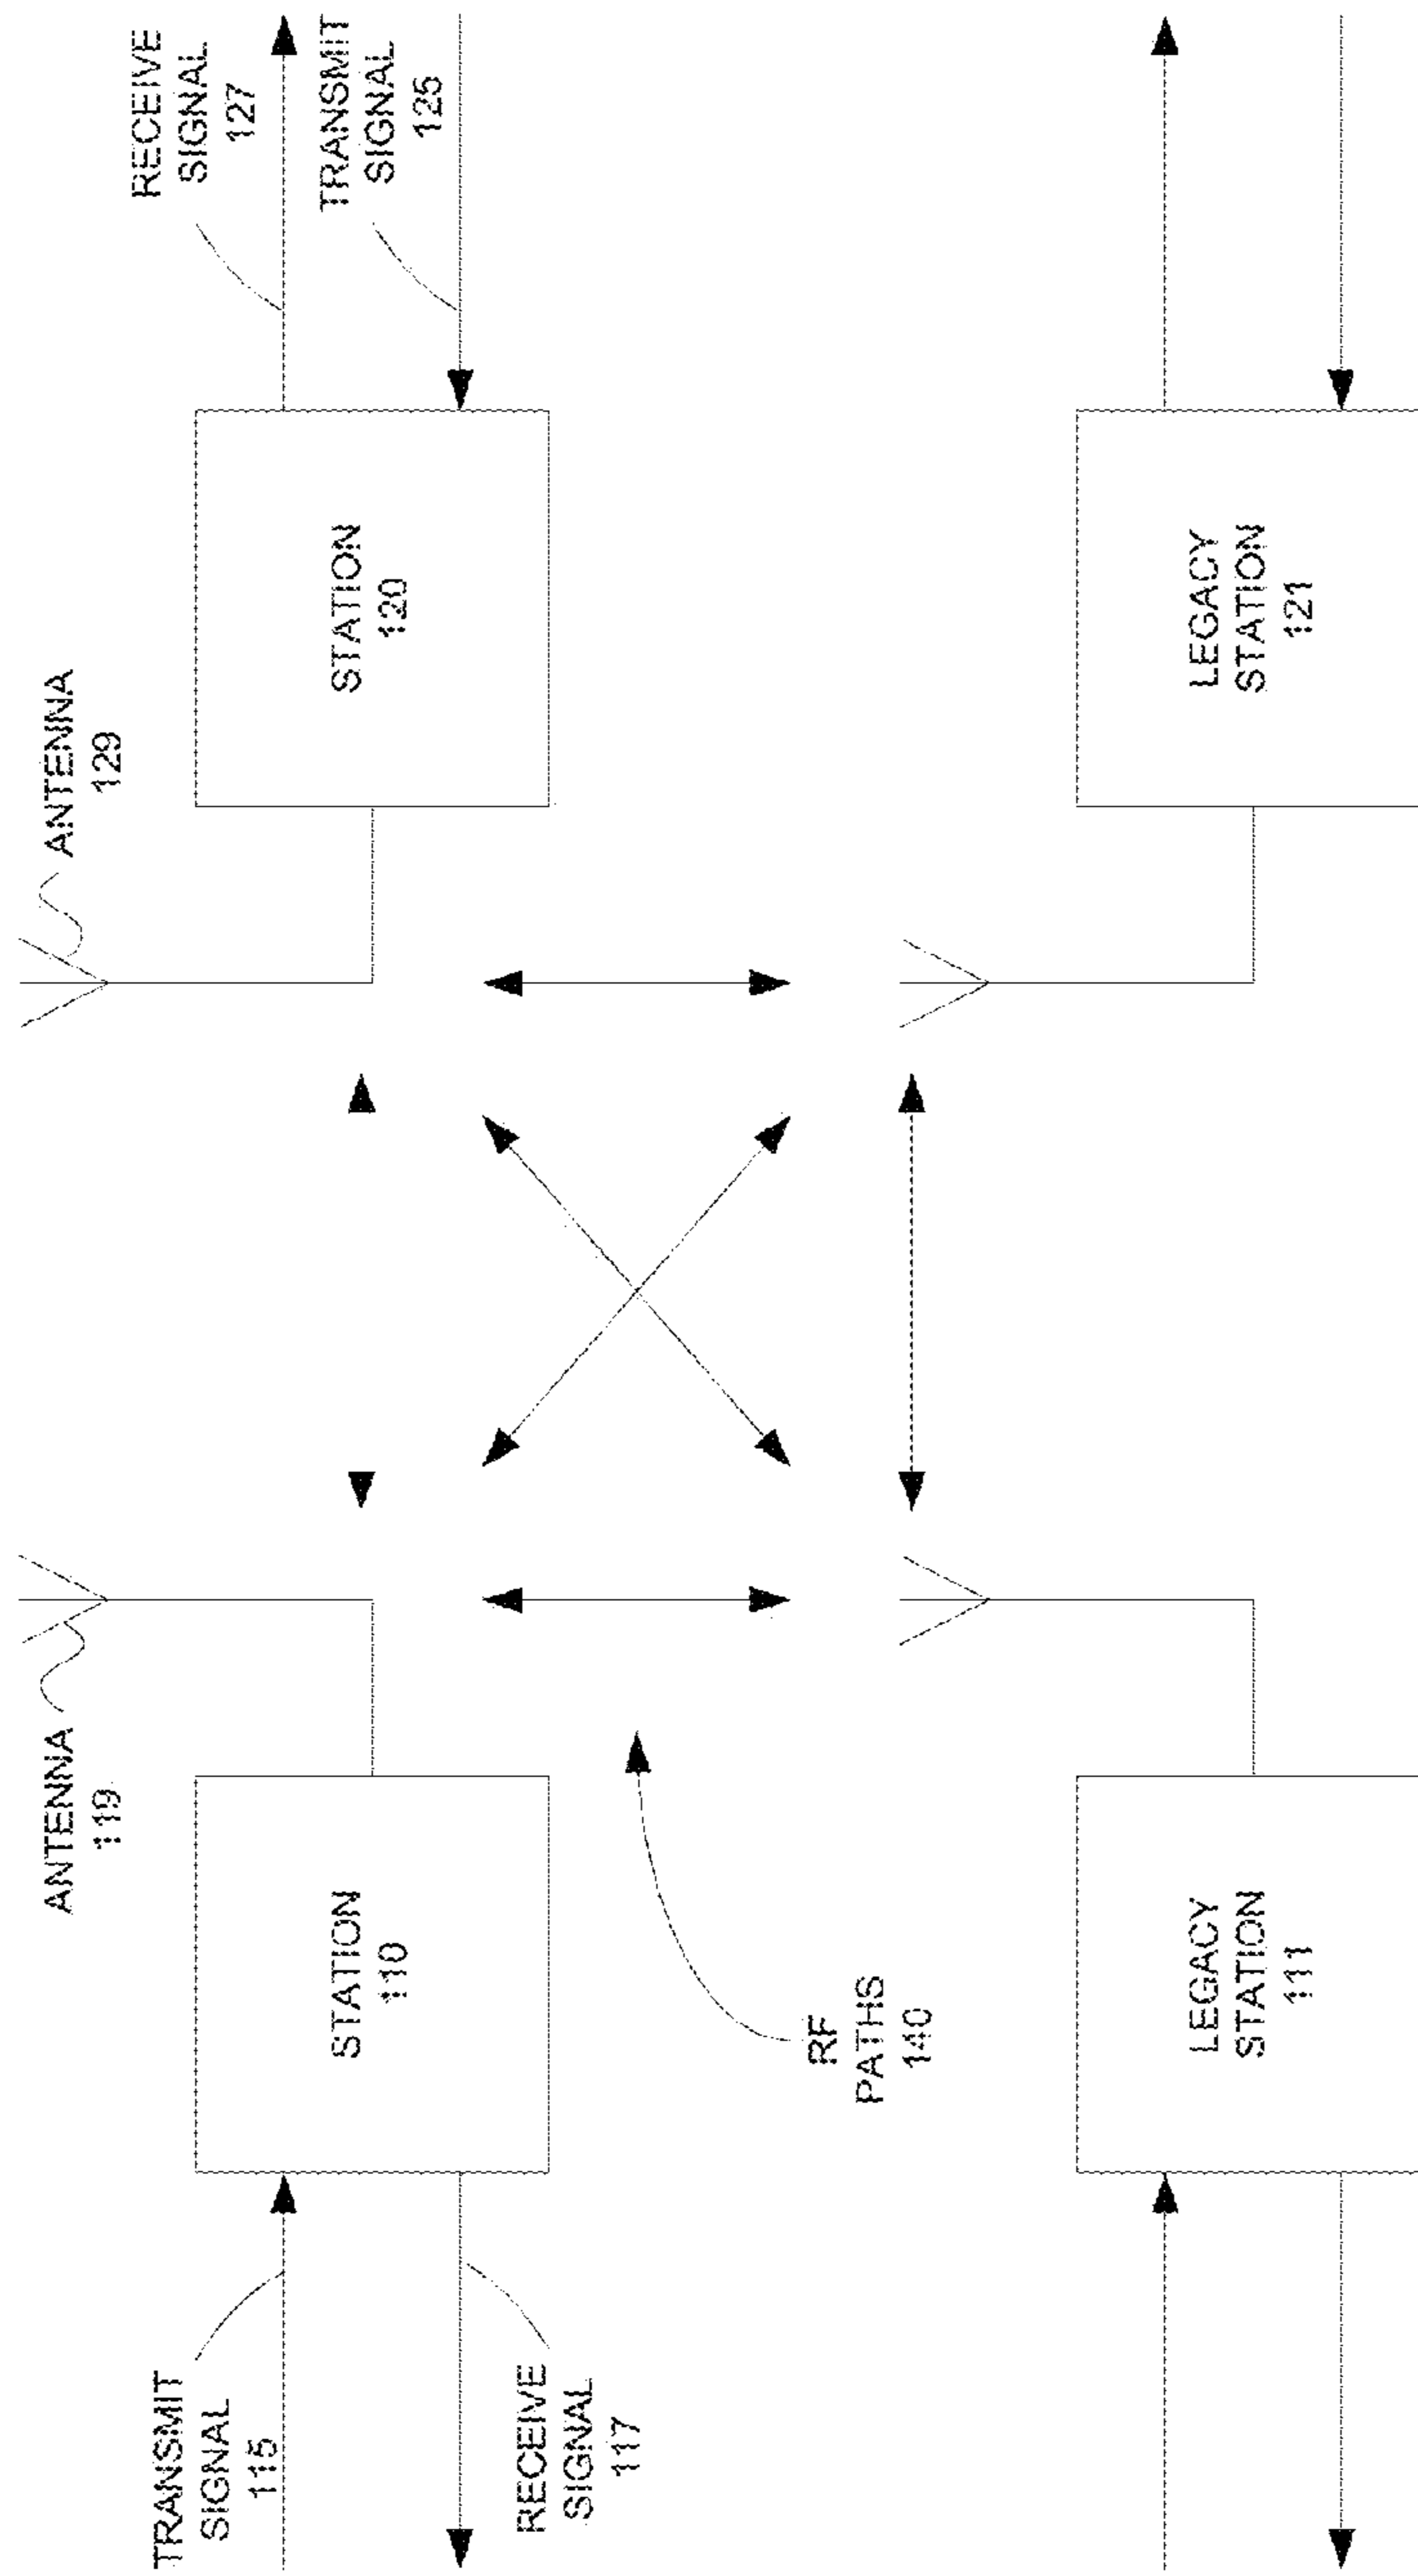 ANTENNA
119
ANTENNA
129
TRANSMIT
SIGNAL
115
STATION
110
STATION
120
RECEIVE
SIGNAL
127
TRANSMIT
SIGNAL
125
RECEIVE
SIGNAL
117
RF
PATHS
140
LEGACY
STATION
111
LEGACY
STATION
121